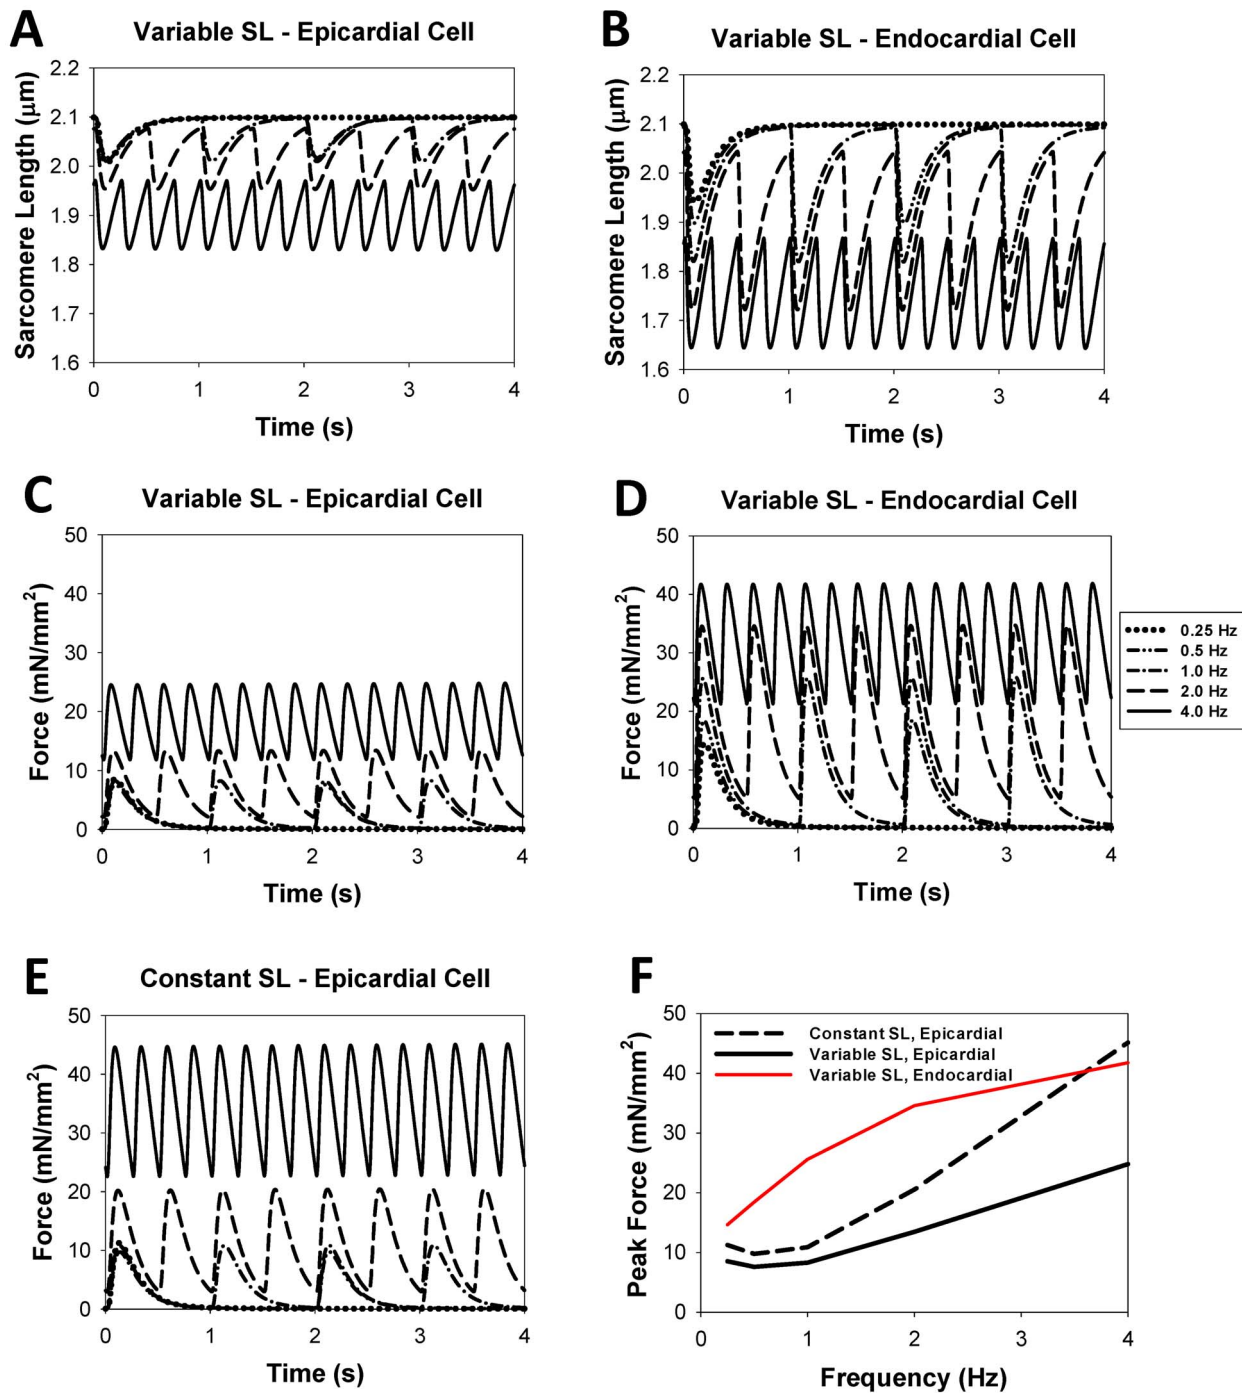 A
Variable SL - Epicardial Cell
Sarcomere Length (μm)
2.2
2.1
2.0
1.9
1.8
1.7
1.6
0 1 2 3 4
Time (s)
B
Variable SL - Endocardial Cell
Sarcomere Length (μm)
2.2
2.1
2.0
1.9
1.8
1.7
1.6
0 1 2 3 4
Time (s)
C
Variable SL - Epicardial Cell
Force (mN/mm²)
50
40
30
20
10
0
0 1 2 3 4
Time (s)
D
Variable SL - Endocardial Cell
Force (mN/mm²)
50
40
30
20
10
0
0 1 2 3 4
Time (s)
0.25 Hz
0.5 Hz
1.0 Hz
2.0 Hz
4.0 Hz
E
Constant SL - Epicardial Cell
Force (mN/mm²)
50
40
30
20
10
0
0 1 2 3 4
Time (s)
F
Peak Force (mN/mm²)
50
40
30
20
10
0
Constant SL, Epicardial
Variable SL, Epicardial
Variable SL, Endocardial
0 1 2 3 4
Frequency (Hz)